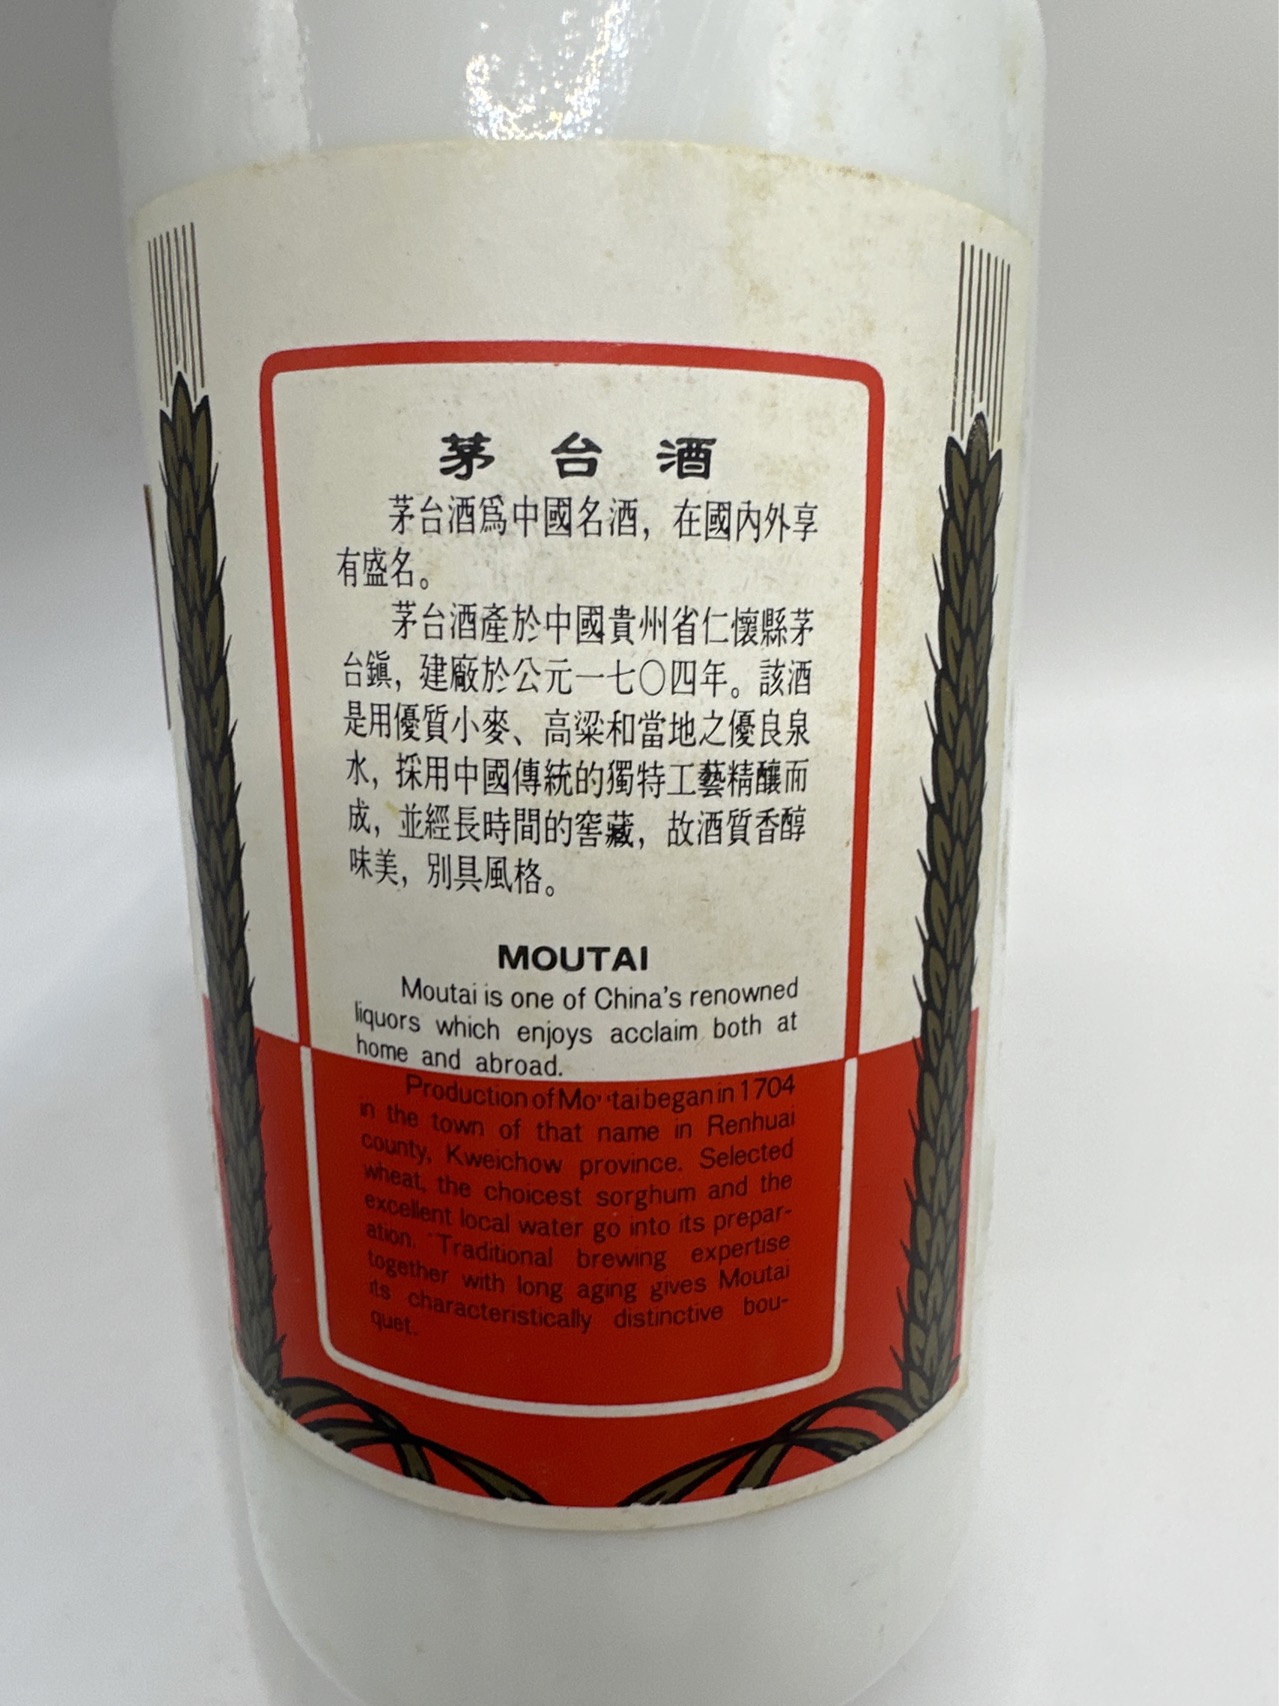 茅台酒
茅台酒爲中國名酒，在國內外享
有盛名。
茅台酒產於中國貴州省仁懷縣茅
台鎭，建廠於公元一七〇四年。該酒
是用優質小麥、高粱和當地之優良泉
水，採用中國傳統的獨特工藝精釀而
成，並經長時間的窖藏，故酒質香醇
味美，別具風格。
MOUTAI
Moutai is one of China's renowned
liquors which enjoys acclaim both at
home and abroad.
Production of began in 1704
in the town of that name in Renhuai
county, Kweichow province. Selected
wheat, the choicest sorghum and the
excellent local water go into its prepar-
ation. Traditional brewing expertise
together with long aging gives Moutai
its characteristically distinctive bou-
quet.